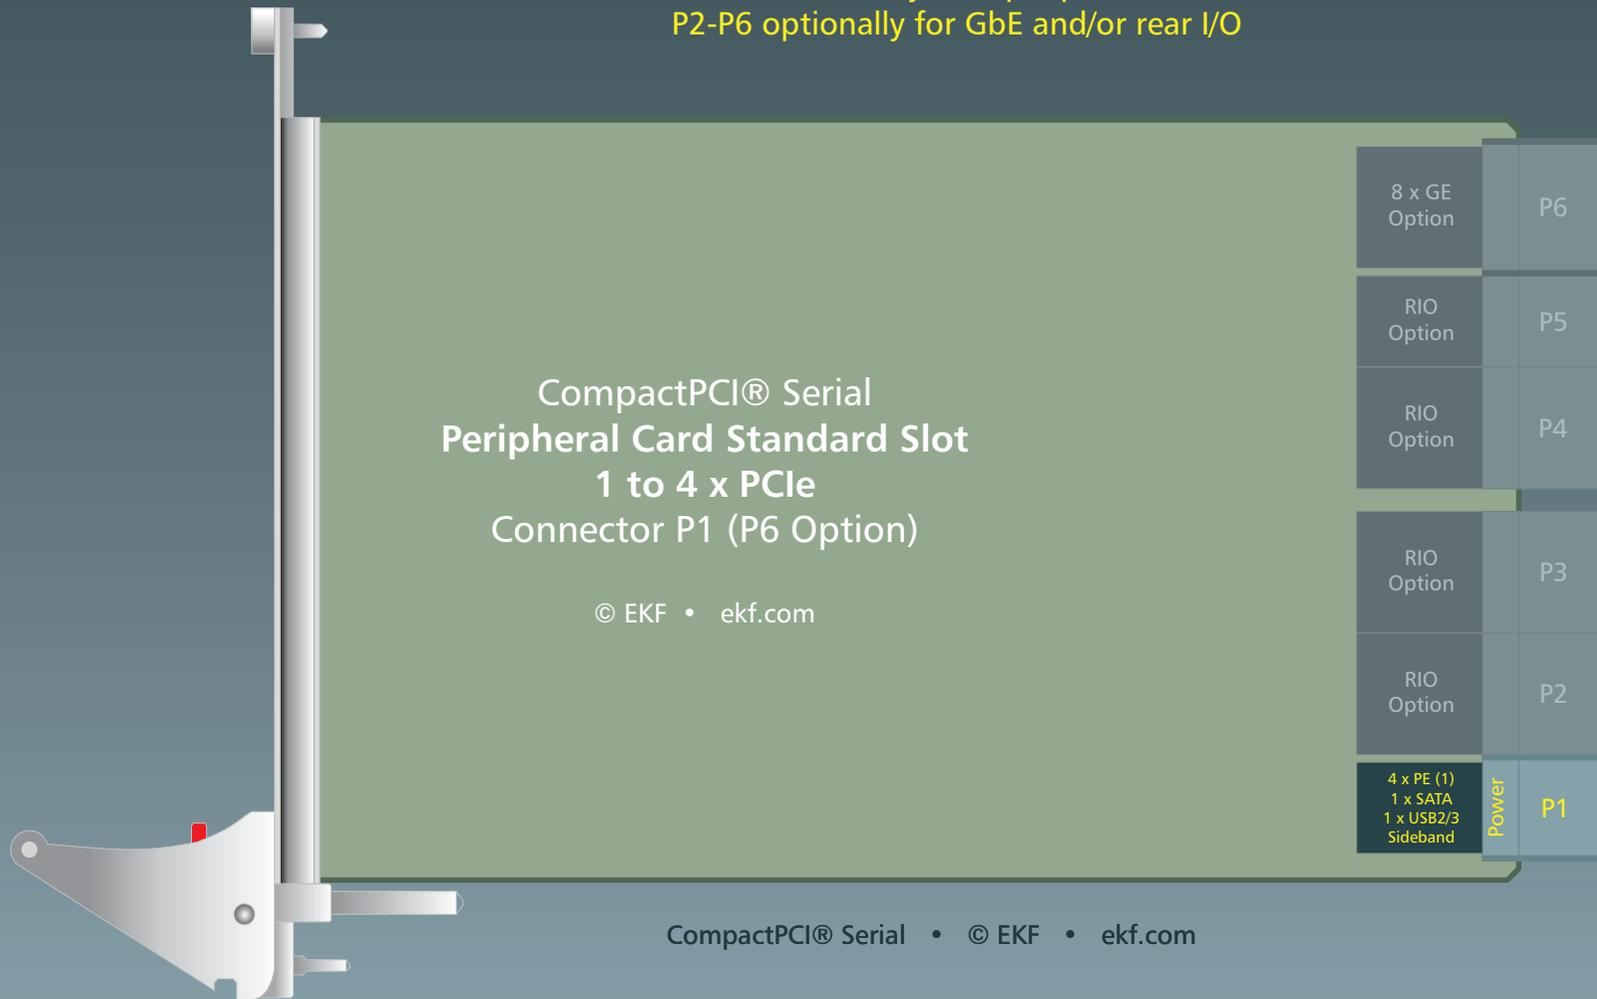 P2-P6 optionally for GbE and/or rear I/O
8 x GE
Option
P6
RIO
Option
P5
RIO
Option
P4
CompactPCI® Serial
Peripheral Card Standard Slot
1 to 4 x PCIe
Connector P1 (P6 Option)
© EKF • ekf.com
RIO
Option
P3
RIO
Option
P2
4 x PE (1)
1 x SATA
1 x USB2/3
Sideband
Power
P1
CompactPCI® Serial • © EKF • ekf.com